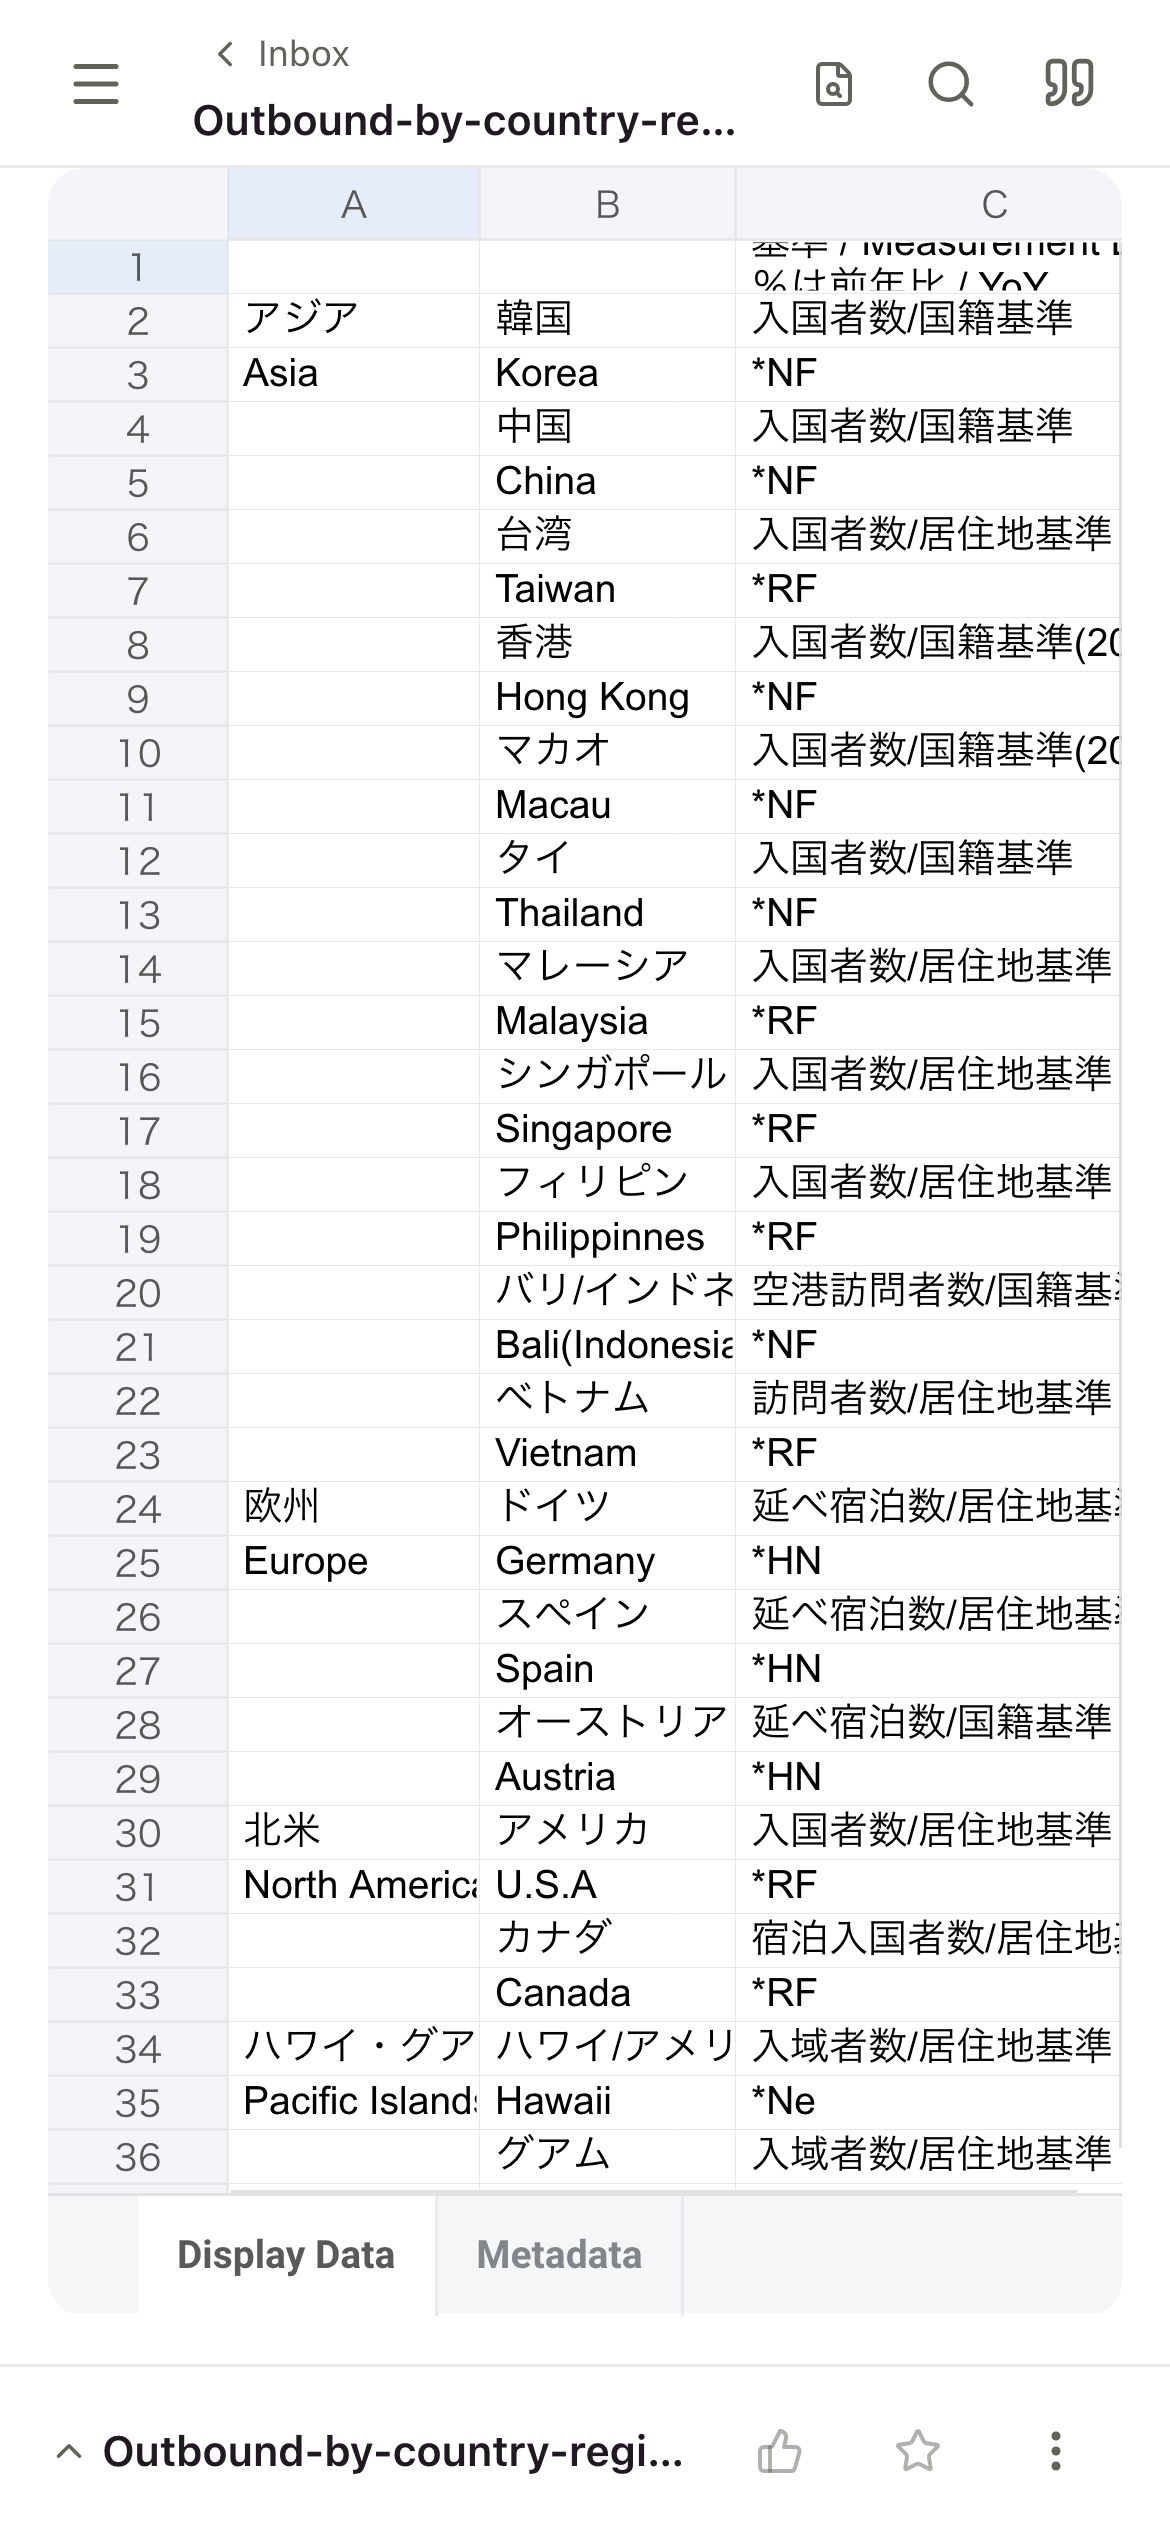 Inbox
Outbound-by-country-re...
A B C
1 基準 / Measurement
%は前年比 / YoY
2 アジア 韓国 入国者数/国籍基準
3 Asia Korea *NF
4 中国 入国者数/国籍基準
5 China *NF
6 台湾 入国者数/居住地基準
7 Taiwan *RF
8 香港 入国者数/国籍基準(20
9 Hong Kong *NF
10 マカオ 入国者数/国籍基準(20
11 Macau *NF
12 タイ 入国者数/国籍基準
13 Thailand *NF
14 マレーシア 入国者数/居住地基準
15 Malaysia *RF
16 シンガポール 入国者数/居住地基準
17 Singapore *RF
18 フィリピン 入国者数/居住地基準
19 Philippinnes *RF
20 バリ/インドネ 空港訪問者数/国籍基準
21 Bali(Indonesia *NF
22 ベトナム 訪問者数/居住地基準
23 Vietnam *RF
24 欧州 ドイツ 延べ宿泊数/居住地基準
25 Europe Germany *HN
26 スペイン 延べ宿泊数/居住地基準
27 Spain *HN
28 オーストリア 延べ宿泊数/国籍基準
29 Austria *HN
30 北米 アメリカ 入国者数/居住地基準
31 North America U.S.A *RF
32 カナダ 宿泊入国者数/居住地基
33 Canada *RF
34 ハワイ・グア ハワイ/アメリ 入域者数/居住地基準
35 Pacific Islands Hawaii *Ne
36 グアム 入域者数/居住地基準
Display Data Metadata
Outbound-by-country-regi...